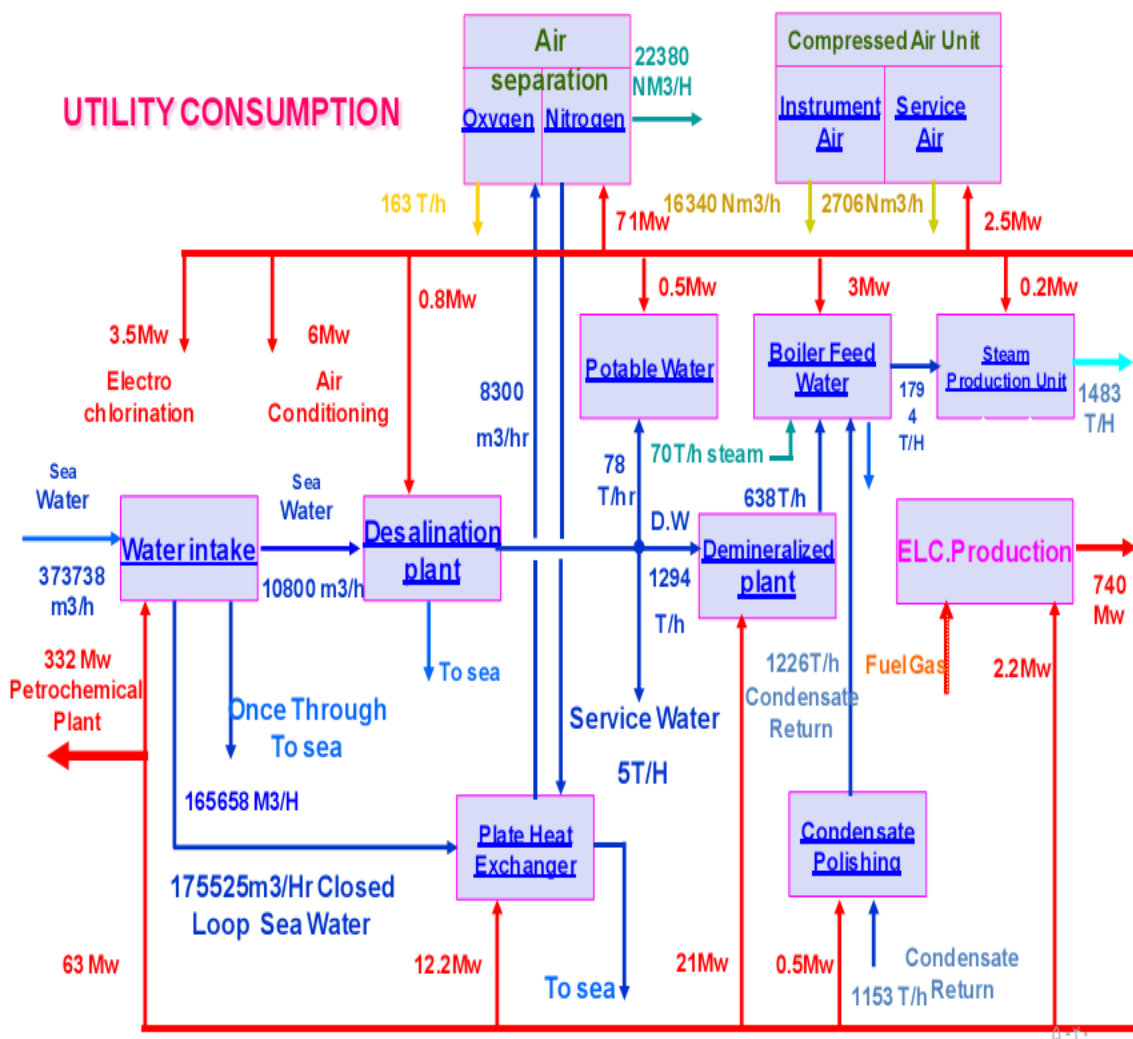 UTILITY CONSUMPTION
Air
separation
Oxygen
Nitrogen
22380
NM3/H
Compressed Air Unit
Instrument
Air
Service
Air
163 T/h
16340 Nm3/h
2706Nm3/h
71Mw
2.5Mw
3.5Mw
Electro
chlorination
6Mw
Air
Conditioning
0.8Mw
8300
m3/hr
0.5Mw
Potable Water
3Mw
Boiler Feed
Water
0.2Mw
Steam
Production Unit
179
4
T/H
1483
T/H
70T/h steam
78
T/hr
638T/h
Sea
Water
373738
m3/h
Water intake
Sea
Water
10800 m3/h
Desalination
plant
To sea
D.W
1294
T/h
Demineralized
plant
ELC.Production
740
Mw
Fuel Gas
2.2Mw
332 Mw
Petrochemical
Plant
Once Through
To sea
165658 M3/H
Service Water
5T/H
1226T/h
Condensate
Return
Plate Heat
Exchanger
175525m3/Hr Closed
Loop Sea Water
Condensate
Polishing
63 Mw
12.2Mw
To sea
21Mw
0.5Mw
1153 T/h
Condensate
Return